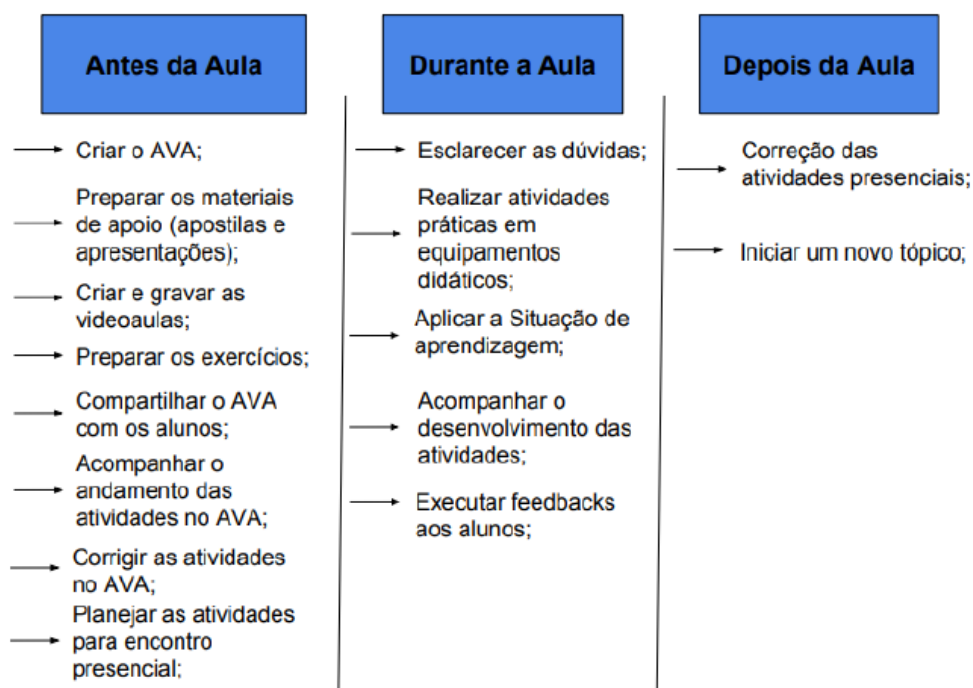 Antes da Aula
Criar o AVA;
Preparar os materiais
de apoio (apostilas e
apresentações);
Criar e gravar as
videoaulas;
Preparar os exercícios;
Compartilhar o AVA
com os alunos;
Acompanhar o
andamento das
atividades no AVA;
Corrigir as atividades
no AVA;
Planejar as atividades
para encontro
presencial;
Durante a Aula
Esclarecer as dúvidas;
Realizar atividades
práticas em
equipamentos
didáticos;
Aplicar a Situação de
aprendizagem;
Acompanhar o
desenvolvimento das
atividades;
Executar feedbacks
aos alunos;
Depois da Aula
Correção das
atividades presenciais;
Iniciar um novo tópico;